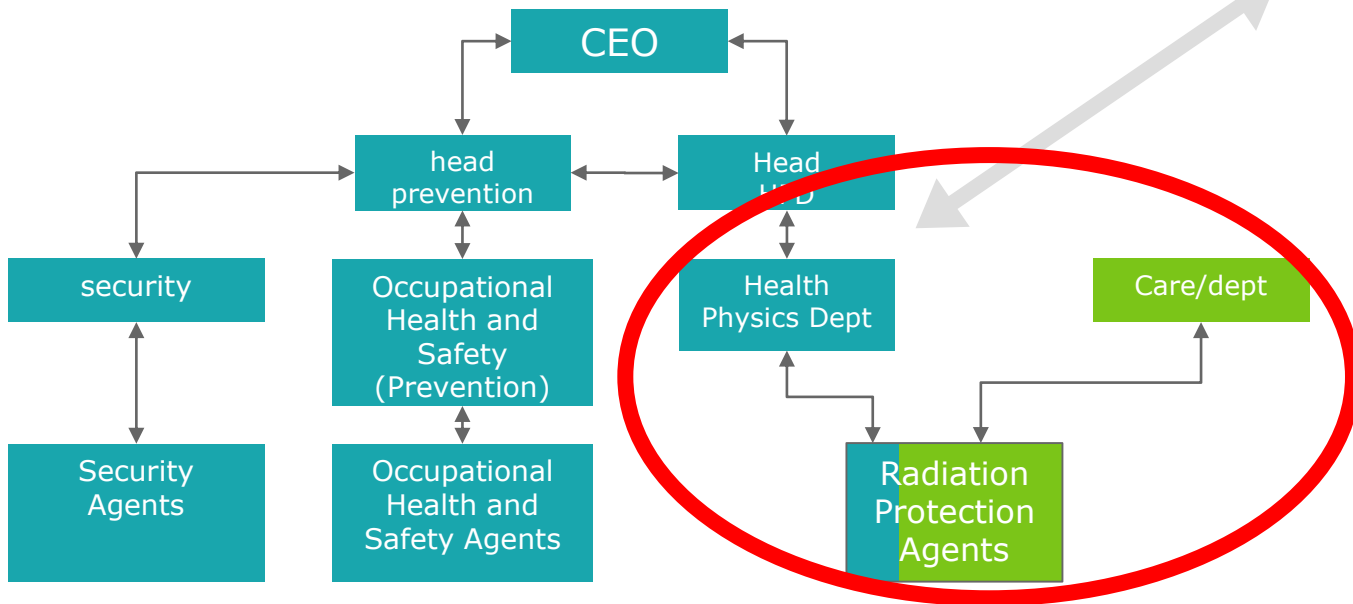 CEO
head
prevention
Head
security
Occupational
Health and
Safety
(Prevention)
Health
Physics Dept
Care/dept
Security
Agents
Occupational
Health and
Safety Agents
Radiation
Protection
Agents